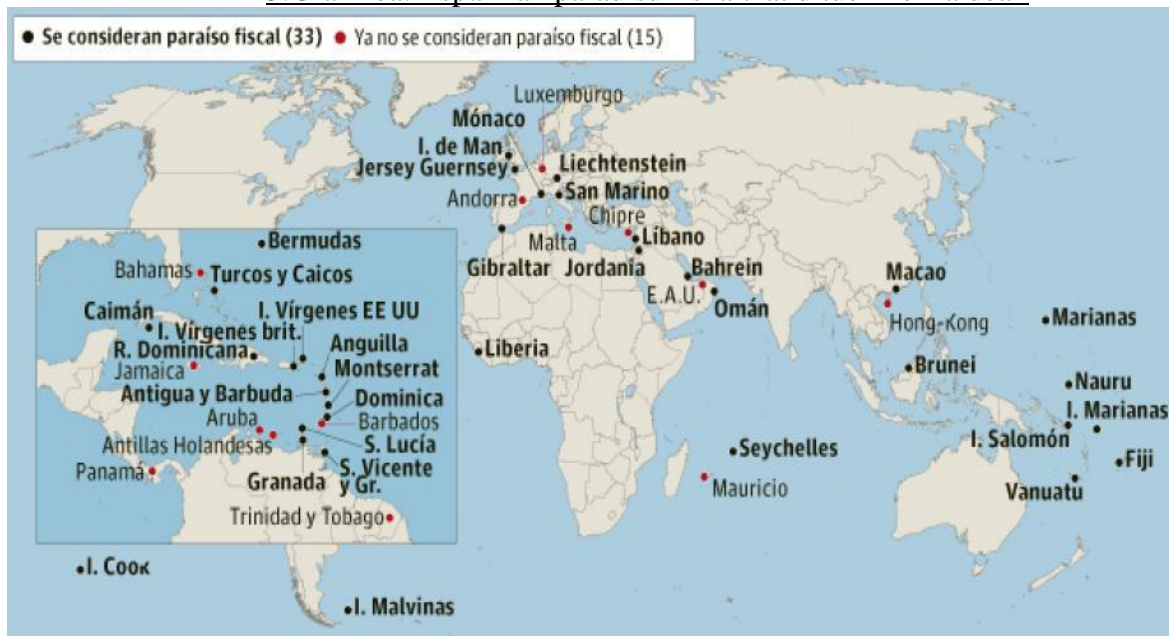 ● Se consideran paraíso fiscal (33) ● Ya no se consideran paraíso fiscal (15)
Luxemburgo
Mónaco
I. de Man
Jersey Guernsey
Liechtenstein
San Marino
Andorra
Chipre
Malta
Líbano
Gibraltar
Jordania
Bahrein
E.A.U.
Omán
Macao
Hong-Kong
Marianas
Liberia
Brunei
Nauru
I. Marianas
I. Salomón
Fiji
Vanuatu
Seychelles
Mauricio
Bermudas
Bahamas
Turcos y Caicos
Caimán
I. Vírgenes EE UU
I. Vírgenes brit.
R. Dominicana
Anguilla
Jamaica
Montserrat
Antigua y Barbuda
Dominica
Aruba
Barbados
Antillas Holandesas
S. Lucía
Panamá
Granada
S. Vicente
y Gr.
Trinidad y Tobago
I. Cook
I. Malvinas